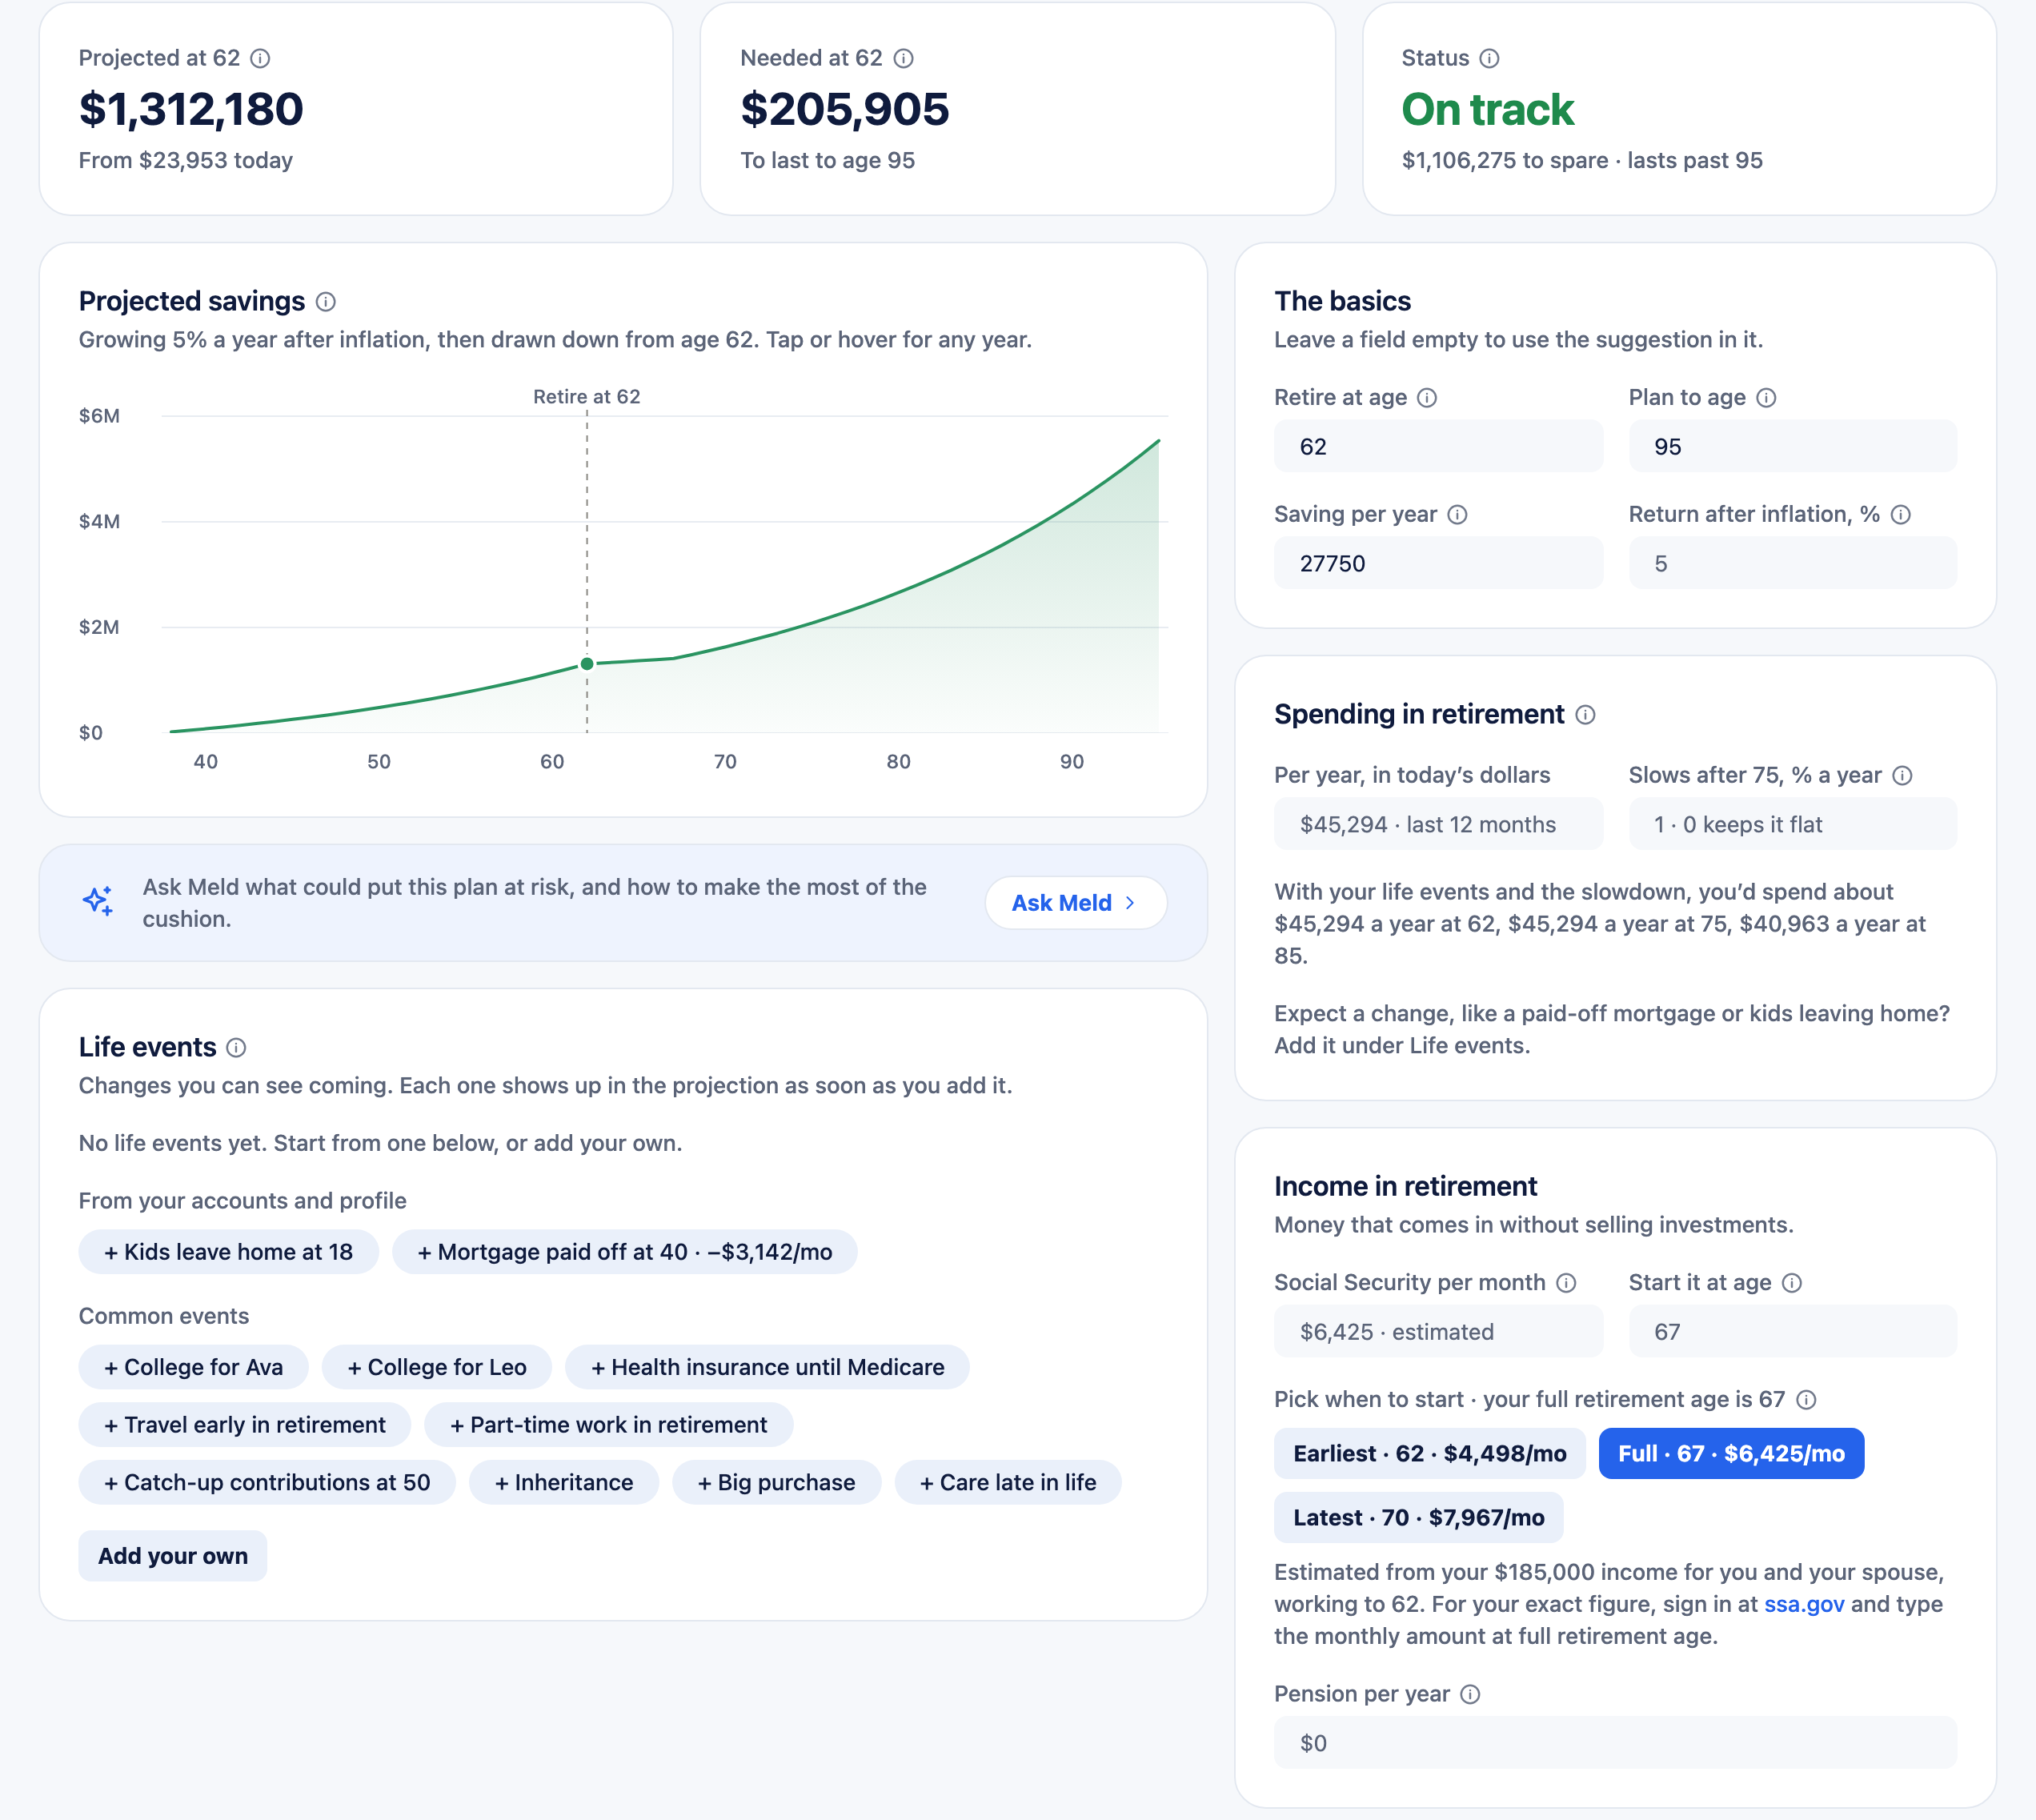 Projected at 62
$1,312,180
From $23,953 today
Needed at 62
$205,905
To last to age 95
Status
On track
$1,106,275 to spare · lasts past 95
Projected savings
Growing 5% a year after inflation, then drawn down from age 62. Tap or hover for any year.
Retire at 62
$6M
$4M
$2M
$0
40 50 60 70 80 90
Ask Meld what could put this plan at risk, and how to make the most of the
cushion.
Ask Meld
Life events
Changes you can see coming. Each one shows up in the projection as soon as you add it.
No life events yet. Start from one below, or add your own.
From your accounts and profile
+ Kids leave home at 18
+ Mortgage paid off at 40 · −$3,142/mo
Common events
+ College for Ava
+ College for Leo
+ Health insurance until Medicare
+ Travel early in retirement
+ Part-time work in retirement
+ Catch-up contributions at 50
+ Inheritance
+ Big purchase
+ Care late in life
Add your own
The basics
Leave a field empty to use the suggestion in it.
Retire at age
62
Plan to age
95
Saving per year
27750
Return after inflation, %
5
Spending in retirement
Per year, in today’s dollars
$45,294 · last 12 months
Slows after 75, % a year
1 · 0 keeps it flat
With your life events and the slowdown, you’d spend about
$45,294 a year at 62, $45,294 a year at 75, $40,963 a year at
85.
Expect a change, like a paid-off mortgage or kids leaving home?
Add it under Life events.
Income in retirement
Money that comes in without selling investments.
Social Security per month
$6,425 · estimated
Start it at age
67
Pick when to start · your full retirement age is 67
Earliest · 62 · $4,498/mo
Full · 67 · $6,425/mo
Latest · 70 · $7,967/mo
Estimated from your $185,000 income for you and your spouse,
working to 62. For your exact figure, sign in at ssa.gov and type
the monthly amount at full retirement age.
Pension per year
$0